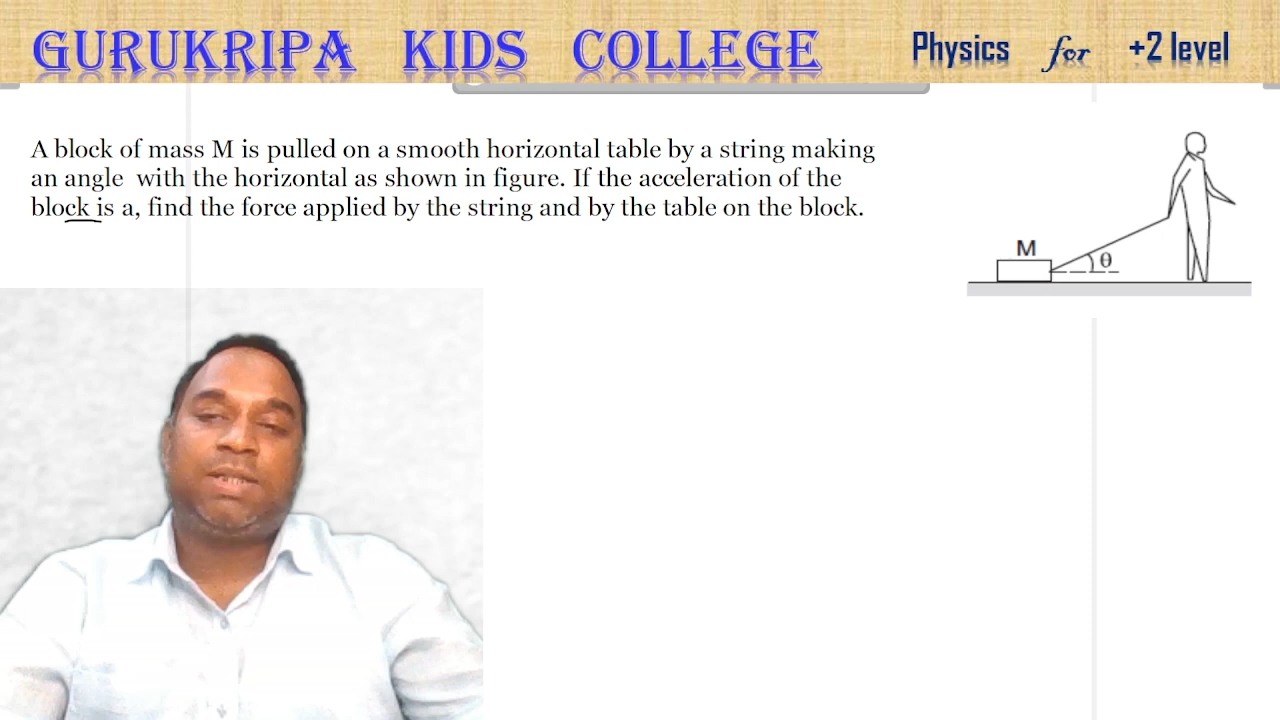 GURUKRIPA KIDS COLLEGE Physics for +2 level
A block of mass M is pulled on a smooth horizontal table by a string making
an angle with the horizontal as shown in figure. If the acceleration of the
block is a, find the force applied by the string and by the table on the block.
M
θ